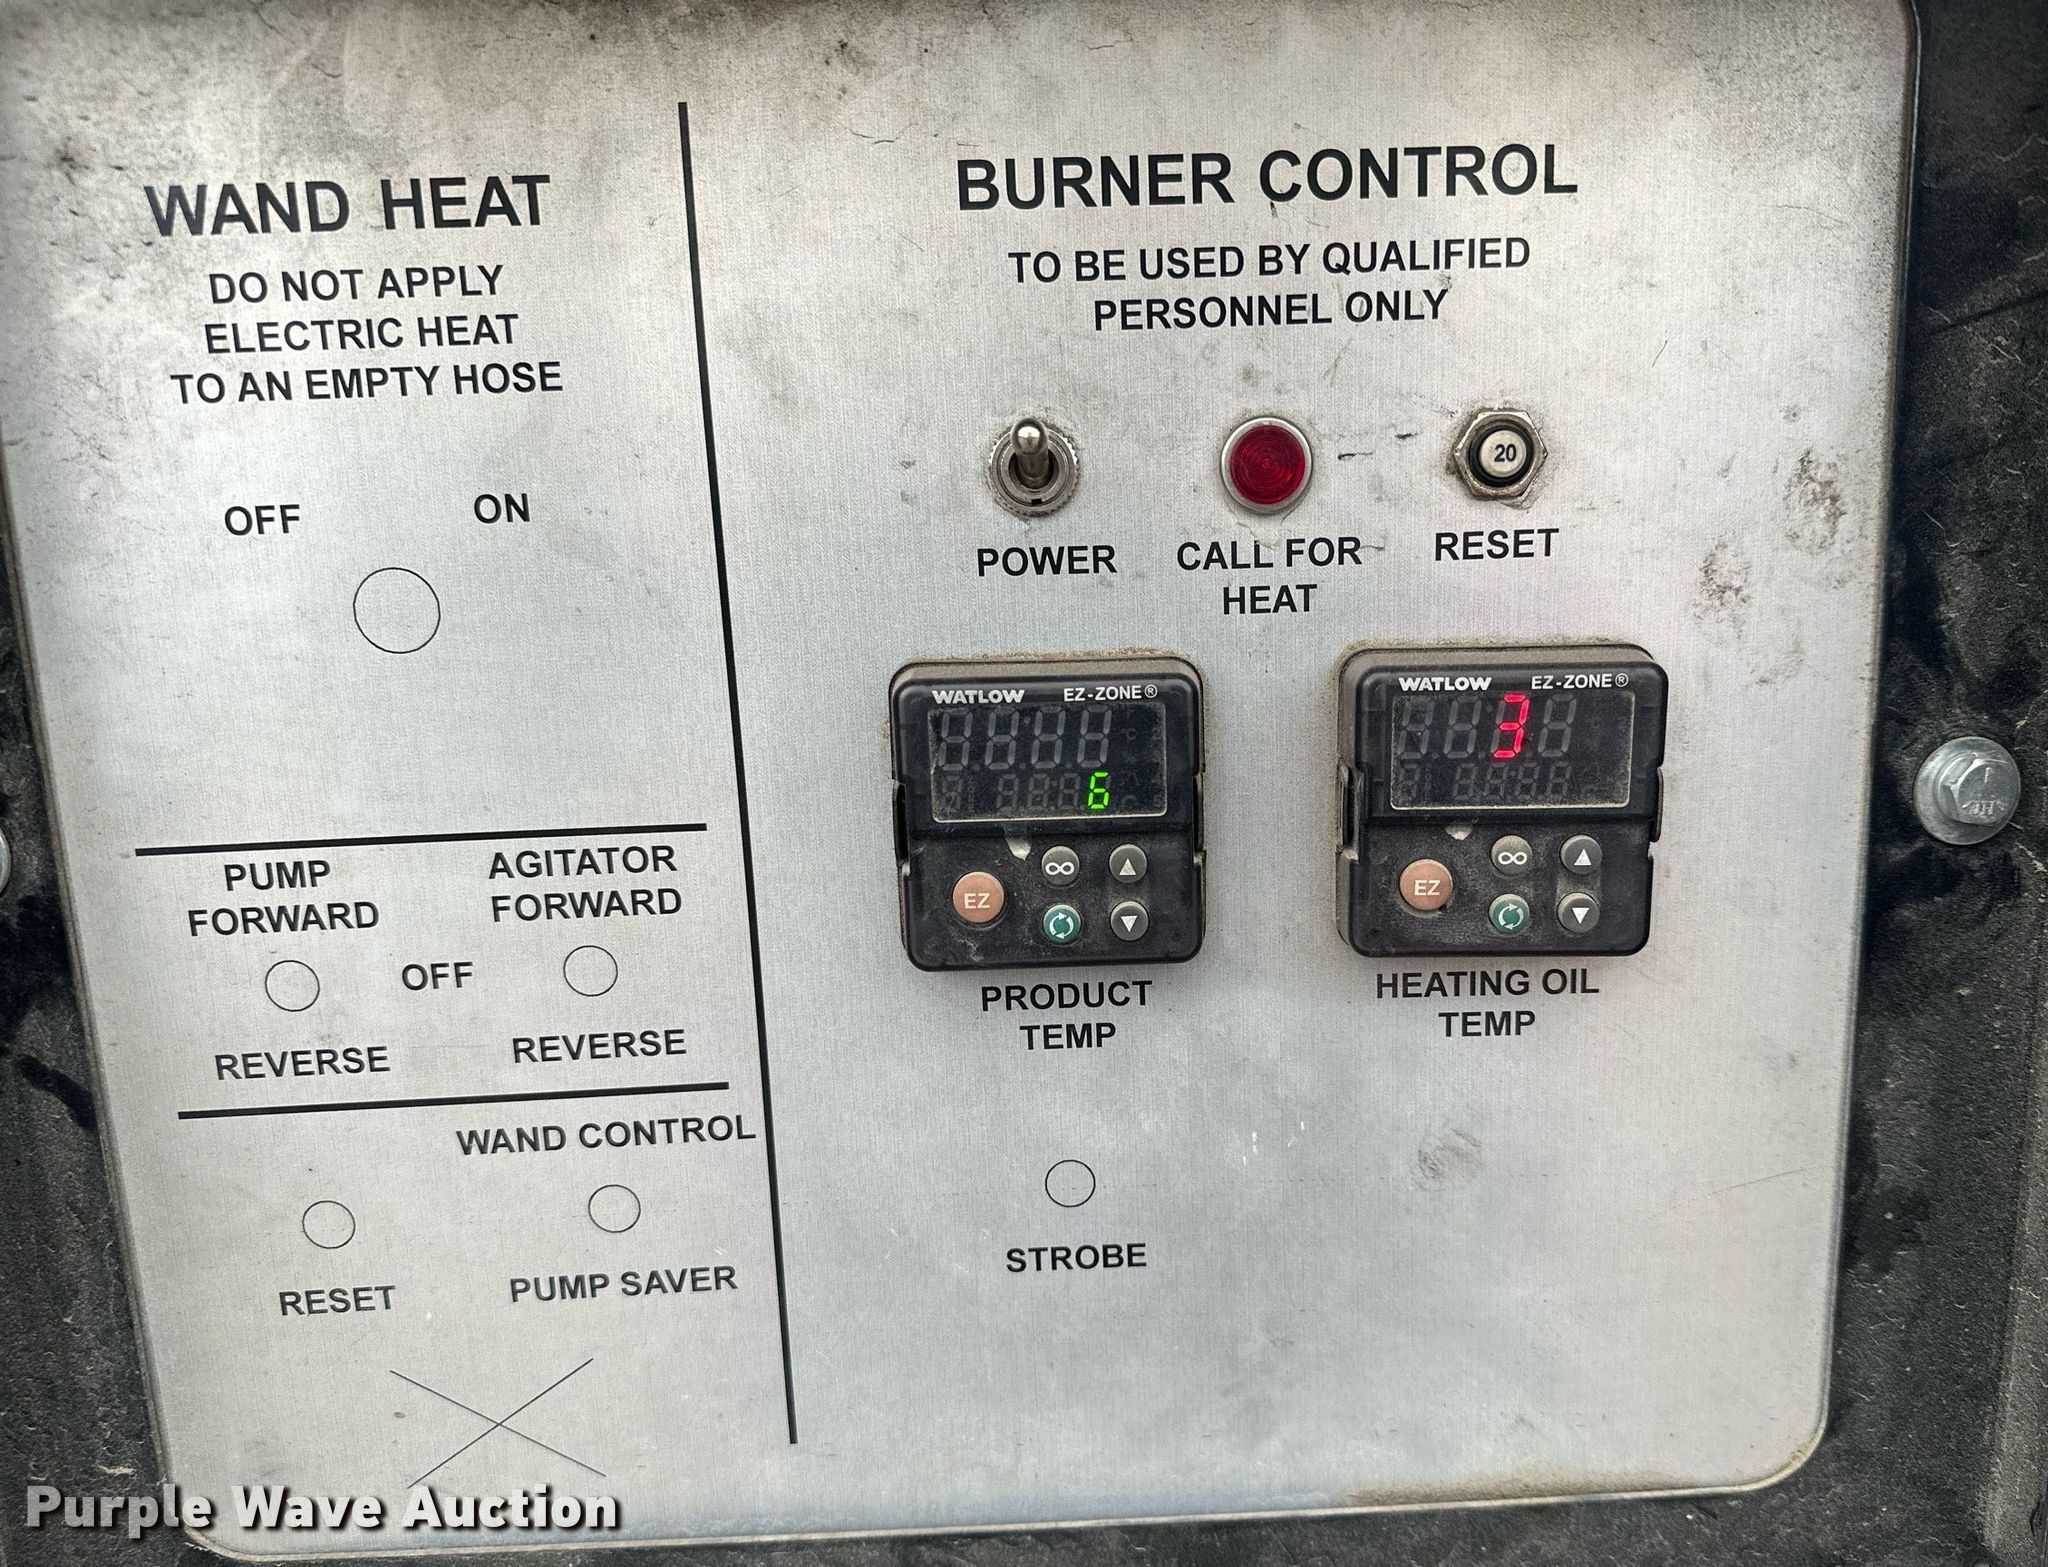 WAND HEAT
DO NOT APPLY
ELECTRIC HEAT
TO AN EMPTY HOSE
OFF
ON
PUMP
FORWARD
AGITATOR
FORWARD
OFF
REVERSE
REVERSE
WAND CONTROL
RESET
PUMP SAVER
BURNER CONTROL
TO BE USED BY QUALIFIED
PERSONNEL ONLY
20
POWER
CALL FOR
HEAT
RESET
WATLOW EZ-ZONE®
6
EZ
PRODUCT
TEMP
WATLOW EZ-ZONE®
3
EZ
HEATING OIL
TEMP
STROBE
Purple Wave Auction